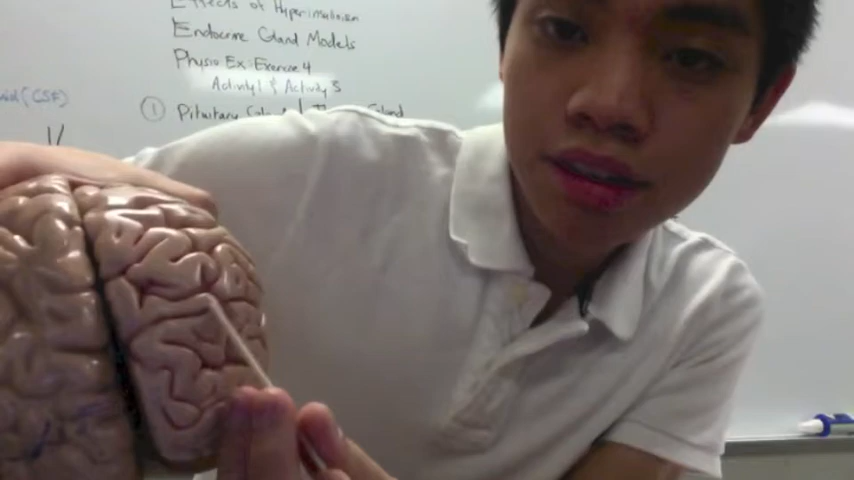 Effects of Hyperinsulinism
Endocrine Gland Models
Physio Ex: Exercise 4
Activity 1 & Activity 5
(CSF)
① Pituitary Gland